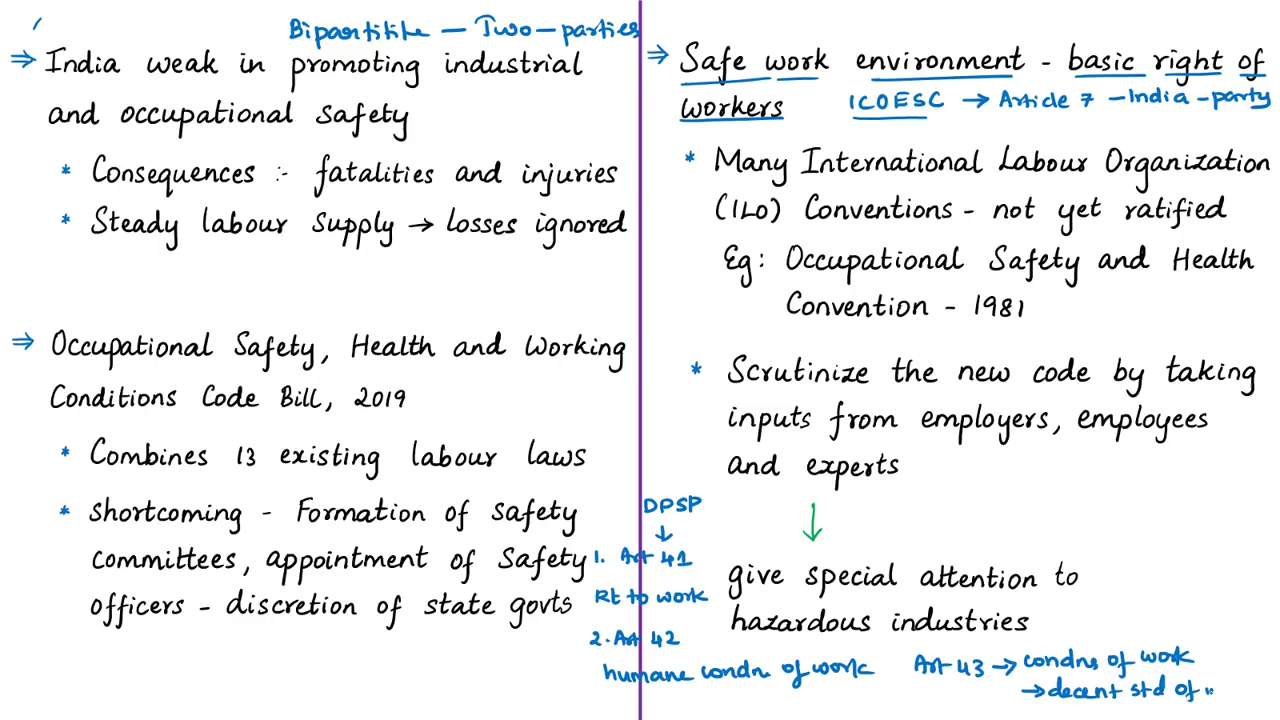 Bipartitite - Two-parties
⇒ India weak in promoting industrial
and occupational safety
* Consequences :- fatalities and injuries
* Steady labour supply → losses ignored
⇒ Occupational Safety, Health and Working
Conditions Code Bill, 2019
* Combines 13 existing labour laws
* Shortcoming - Formation of safety
committees, appointment of Safety
officers - discretion of state govts
⇒ Safe work environment - basic right of
workers
ICOESC → Article 7 - India - party
* Many International Labour Organization
(ILO) Conventions - not yet ratified
Eg: Occupational Safety and Health
Convention - 1981
* Scrutinize the new code by taking
inputs from employers, employees
and experts
↓
give special attention to
hazardous industries
DPSP
↓
1. Art 41
Rt to work
2. Art 42
humane condn of work
Art 43 → condns of work
→ decent std of